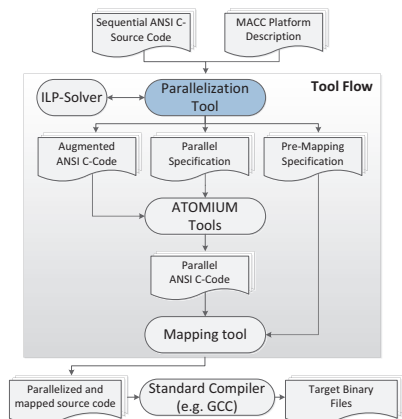 Sequential ANSI C-
Source Code
MACC Platform
Description
Tool Flow
ILP-Solver
Parallelization
Tool
Augmented
ANSI C-Code
Parallel
Specification
Pre-Mapping
Specification
ATOMIUM
Tools
Parallel
ANSI C-Code
Mapping tool
Parallelized and
mapped source code
Standard Compiler
(e.g. GCC)
Target Binary
Files